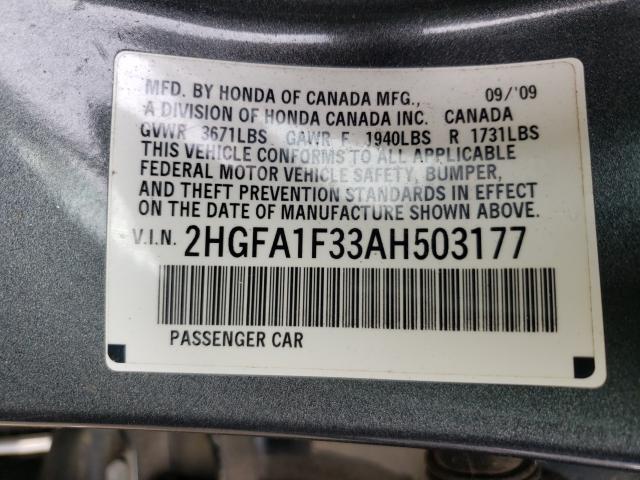 MFD. BY HONDA OF CANADA MFG., 09/'09
A DIVISION OF HONDA CANADA INC. CANADA
GVWR 3671LBS GAWR F 1940LBS R 1731LBS
THIS VEHICLE CONFORMS TO ALL APPLICABLE
FEDERAL MOTOR VEHICLE SAFETY, BUMPER,
AND THEFT PREVENTION STANDARDS IN EFFECT
ON THE DATE OF MANUFACTURE SHOWN ABOVE.
V.I.N. 2HGFA1F33AH503177
PASSENGER CAR